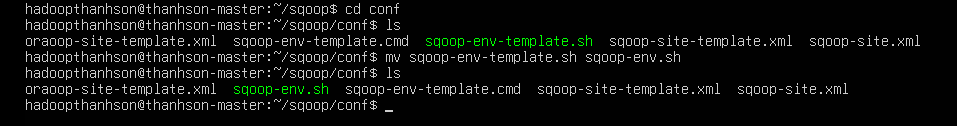 hadoopthanhson@thanhson-master:~/sqoop$ cd conf
hadoopthanhson@thanhson-master:~/sqoop/conf$ ls
oraoop-site-template.xml  sqoop-env-template.cmd  sqoop-env-template.sh  sqoop-site-template.xml  sqoop-site.xml
hadoopthanhson@thanhson-master:~/sqoop/conf$ mv sqoop-env-template.sh sqoop-env.sh
hadoopthanhson@thanhson-master:~/sqoop/conf$ ls
oraoop-site-template.xml  sqoop-env.sh  sqoop-env-template.cmd  sqoop-site-template.xml  sqoop-site.xml
hadoopthanhson@thanhson-master:~/sqoop/conf$ _